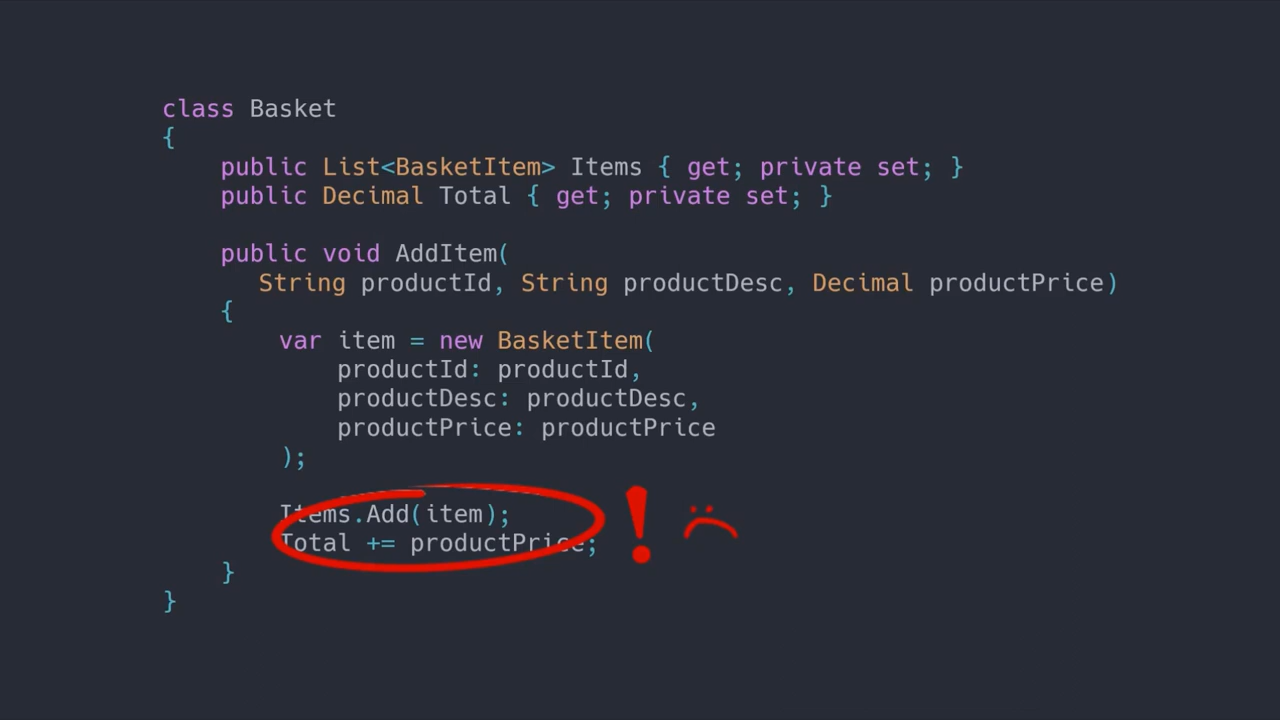 class Basket
{
    public List<BasketItem> Items { get; private set; }
    public Decimal Total { get; private set; }

    public void AddItem(
        String productId, String productDesc, Decimal productPrice)
    {
        var item = new BasketItem(
            productId: productId,
            productDesc: productDesc,
            productPrice: productPrice
        );

        Items.Add(item);
        Total += productPrice;
    }
}